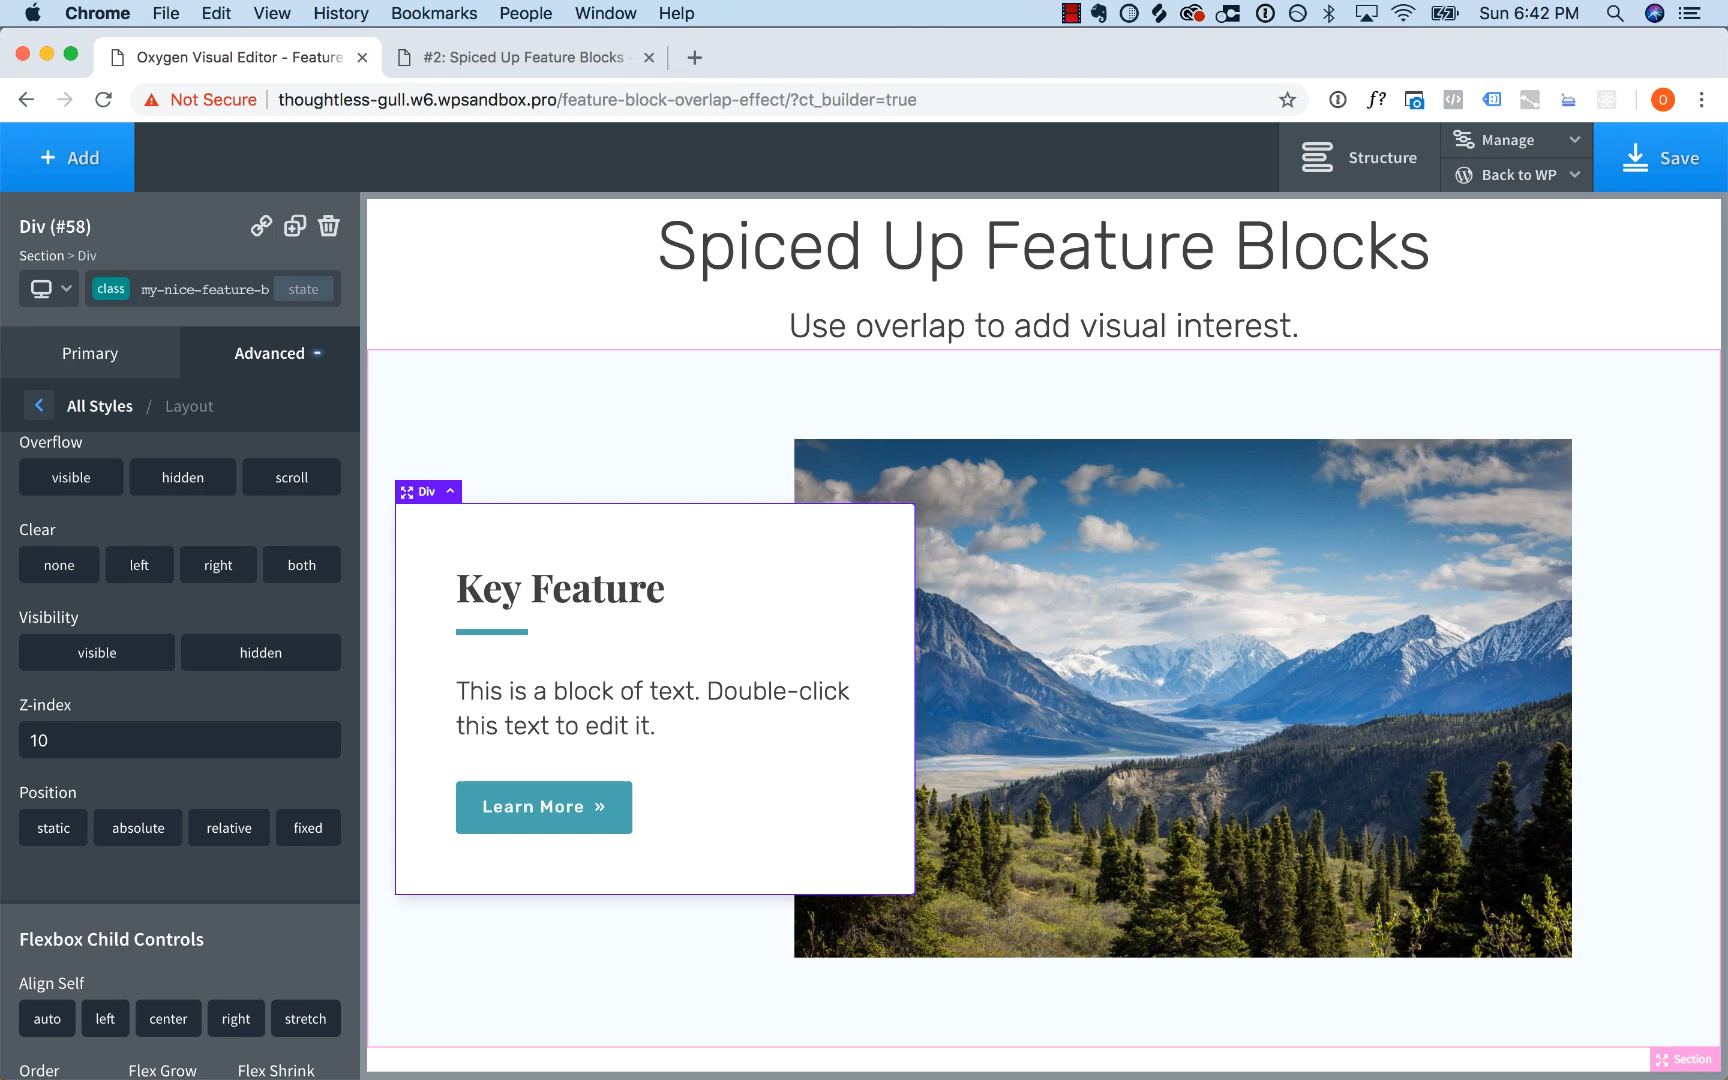 Chrome File Edit View History Bookmarks People Window Help Sun 6:42 PM
Oxygen Visual Editor - Feature #2: Spiced Up Feature Blocks -
Not Secure thoughtless-gull.w6.wpsandbox.pro/feature-block-overlap-effect/?ct_builder=true f? O
+ Add
Structure
Manage
Back to WP
Save
Div (#58)
Section > Div
class my-nice-feature-b state
Primary Advanced
All Styles / Layout
Overflow
visible hidden scroll
Clear
none left right both
Visibility
visible hidden
Z-index
10
Position
static absolute relative fixed
Flexbox Child Controls
Align Self
auto left center right stretch
Order Flex Grow Flex Shrink
Spiced Up Feature Blocks
Use overlap to add visual interest.
Div
Key Feature
This is a block of text. Double-click
this text to edit it.
Learn More »
Section